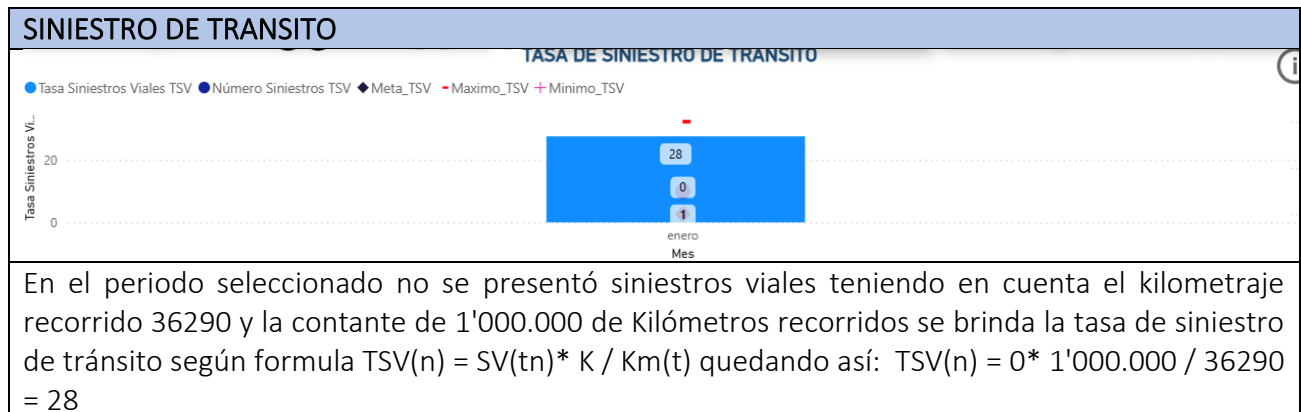 SINIESTRO DE TRANSITO
TASA DE SINIESTRO DE TRANSITO
Tasa Siniestros Viales TSV Número Siniestros TSV Meta_TSV Maximo_TSV Minimo_TSV
Tasa Siniestros Vi...
20
0
28
0
1
enero
Mes
En el periodo seleccionado no se presentó siniestros viales teniendo en cuenta el kilometraje
recorrido 36290 y la contante de 1'000.000 de Kilómetros recorridos se brinda la tasa de siniestro
de tránsito según formula TSV(n) = SV(tn)* K / Km(t) quedando así: TSV(n) = 0* 1'000.000 / 36290
= 28